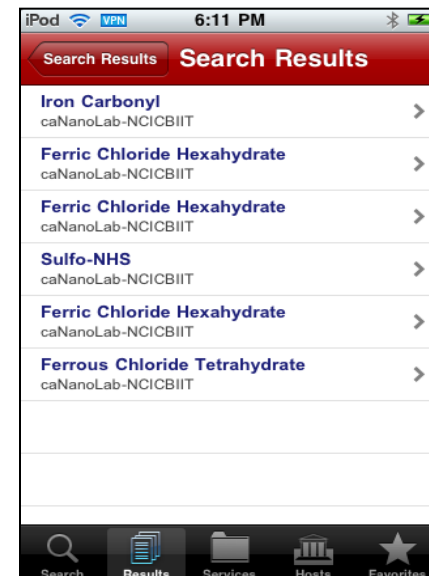 iPod VPN 6:11 PM
Search Results Search Results
Iron Carbonyl
caNanoLab-NCICBIIT
Ferric Chloride Hexahydrate
caNanoLab-NCICBIIT
Ferric Chloride Hexahydrate
caNanoLab-NCICBIIT
Sulfo-NHS
caNanoLab-NCICBIIT
Ferric Chloride Hexahydrate
caNanoLab-NCICBIIT
Ferrous Chloride Tetrahydrate
caNanoLab-NCICBIIT
Search Results Services Hosts Favorites